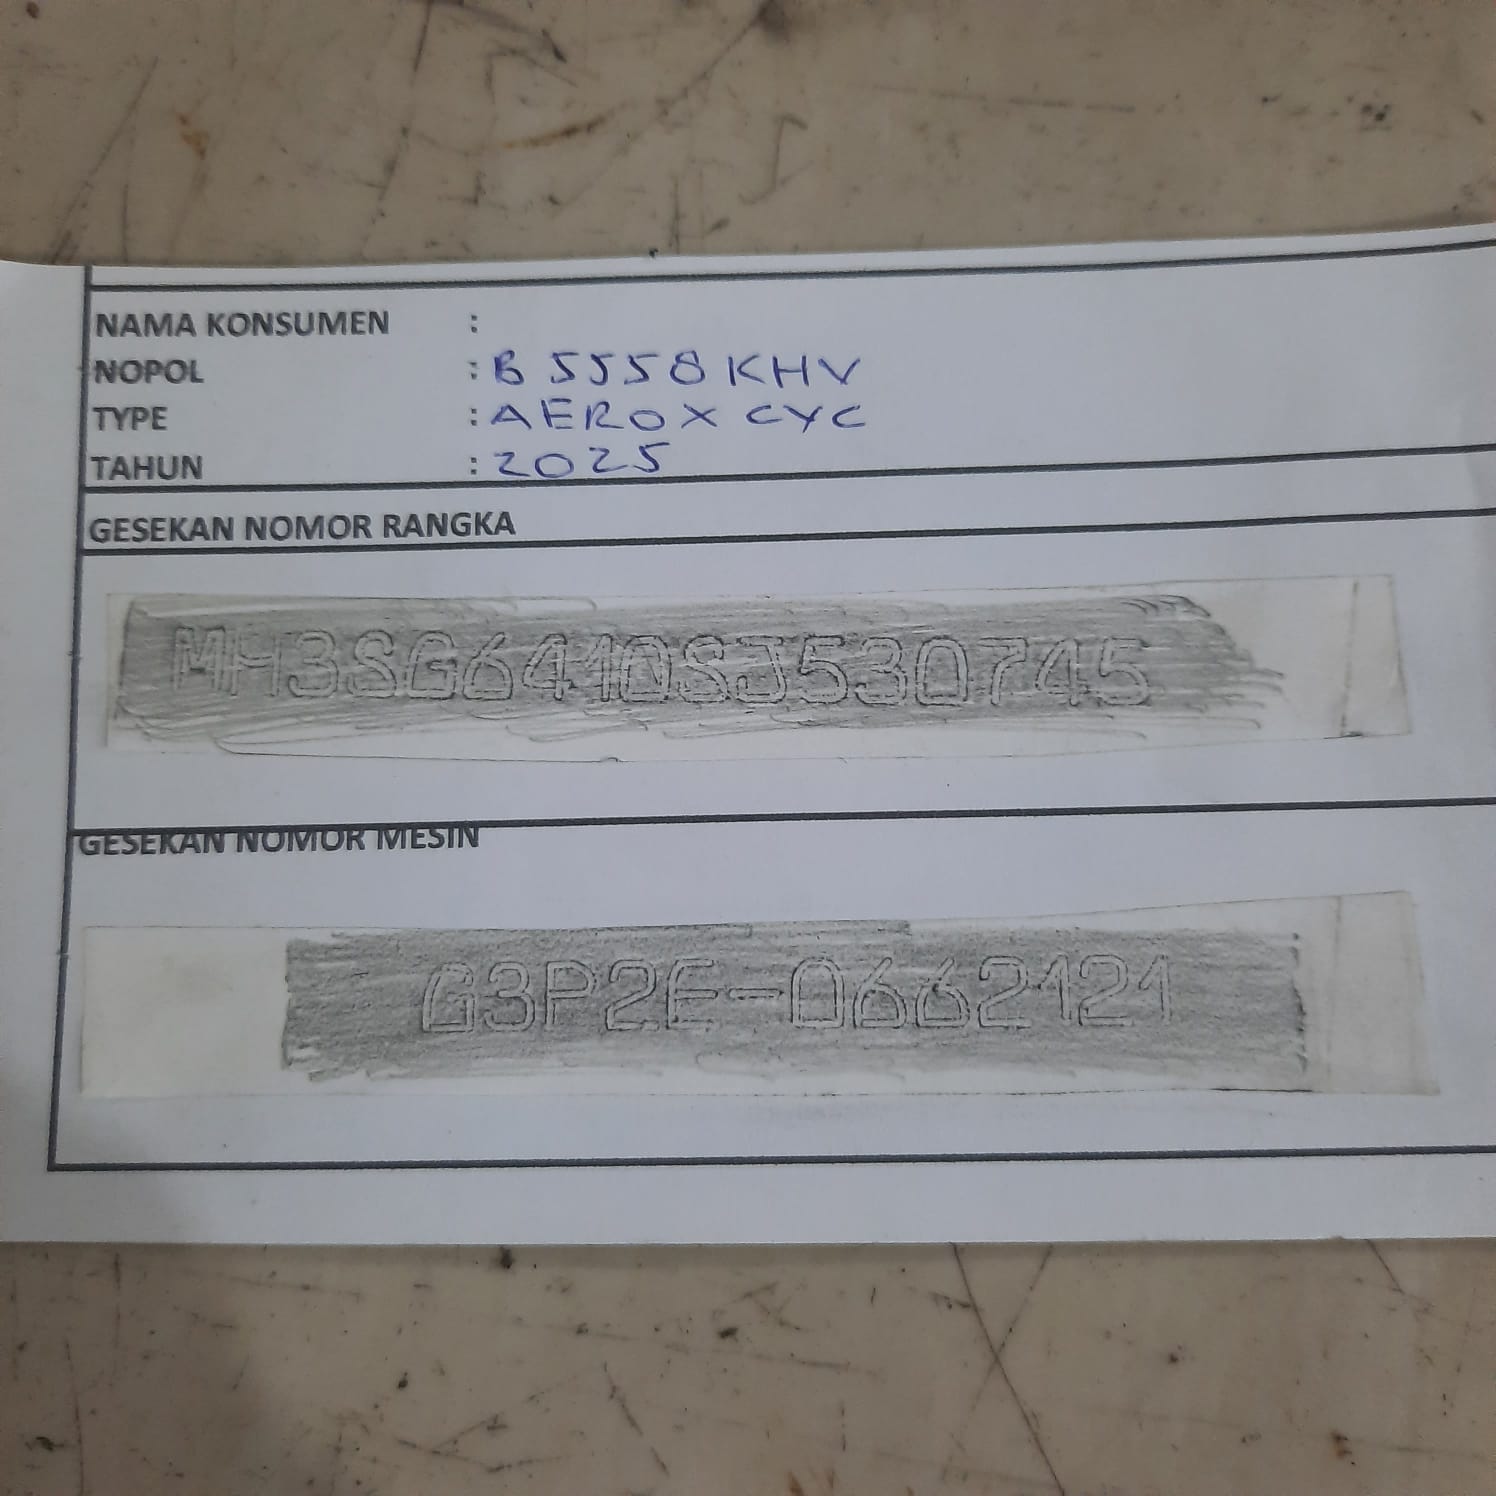 NAMA KONSUMEN :
NOPOL : B 5558 KHV
TYPE : AEROX CYC
TAHUN : 2025
GESEKAN NOMOR RANGKA
MH3SG6410SJ530745
GESEKAN NOMOR MESIN
G3P2E-0662121